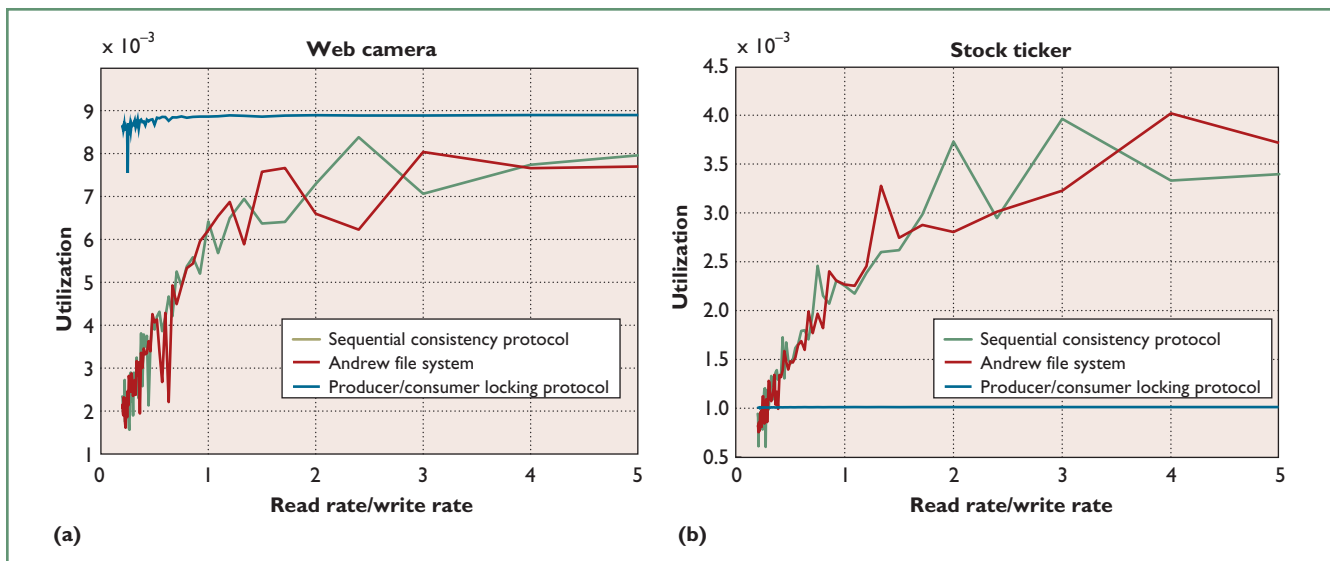 × 10⁻³
Web camera
9
8
7
6
5
4
3
2
1
Utilization
Sequential consistency protocol
Andrew file system
Producer/consumer locking protocol
0 1 2 3 4 5
Read rate/write rate
(a)
× 10⁻³
Stock ticker
4.5
4.0
3.5
3.0
2.5
2.0
1.5
1.0
0.5
Utilization
Sequential consistency protocol
Andrew file system
Producer/consumer locking protocol
0 1 2 3 4 5
Read rate/write rate
(b)